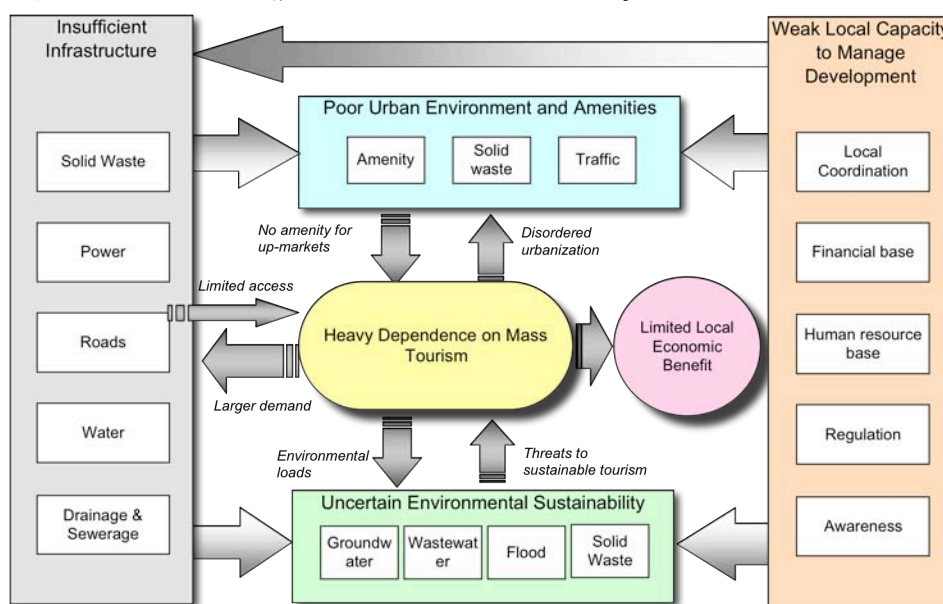 Insufficient
Infrastructure
Solid Waste
Power
Roads
Water
Drainage &
Sewerage
Poor Urban Environment and Amenities
Amenity
Solid
waste
Traffic
No amenity for
up-markets
Disordered
urbanization
Limited access
Heavy Dependence on Mass
Tourism
Limited Local
Economic
Benefit
Larger demand
Environmental
loads
Threats to
sustainable tourism
Uncertain Environmental Sustainability
Groundw
ater
Wastewat
er
Flood
Solid
Waste
Weak Local Capacity
to Manage
Development
Local
Coordination
Financial base
Human resource
base
Regulation
Awareness